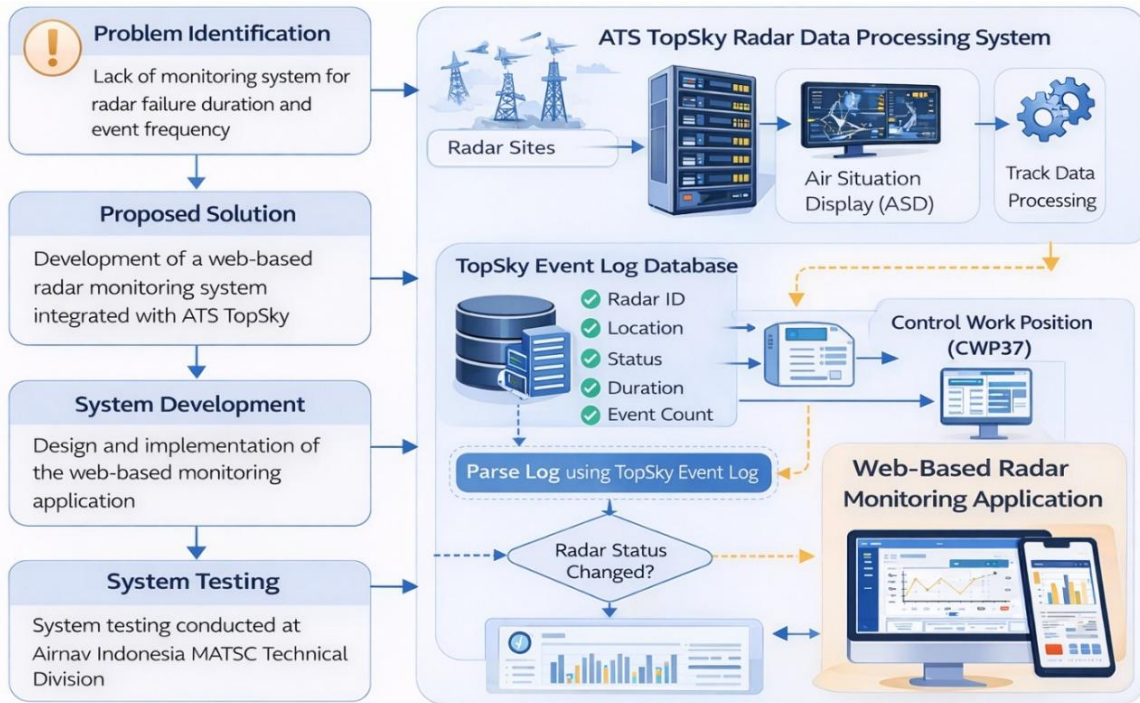 Problem Identification
Lack of monitoring system for
radar failure duration and
event frequency
Proposed Solution
Development of a web-based
radar monitoring system
integrated with ATS TopSky
System Development
Design and implementation of
the web-based monitoring
application
System Testing
System testing conducted at
Airnav Indonesia MATSC Technical
Division
ATS TopSky Radar Data Processing System
Radar Sites
Air Situation
Display (ASD)
Track Data
Processing
TopSky Event Log Database
Radar ID
Location
Status
Duration
Event Count
Control Work Position
(CWP37)
Parse Log using TopSky Event Log
Radar Status
Changed?
Web-Based Radar
Monitoring Application